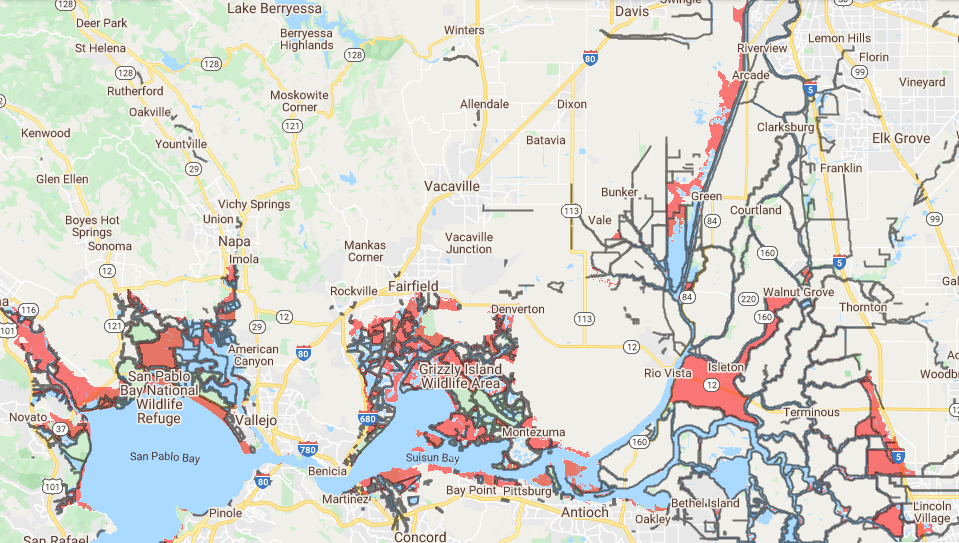 Lake Berryessa
Deer Park
128
St Helena
128
Rutherford
Oakville
Kenwood
Yountville
Glen Ellen
29
Boyes Hot
Springs
Sonoma
12
Berryessa
Highlands
128
128
Moskowite
Corner
121
Vichy Springs
Union
Napa
Imola
Mankas
Corner
Rockville
Fairfield
Winters
Allendale
Dixon
Batavia
Vacaville
Vacaville
Junction
Davis
Swingle
80
Riverview
Arcade
Lemon Hills
Florin
99
Vineyard
5
Clarksburg
Elk Grove
Franklin
Bunker
Green
113
Vale
84
Courtland
99
160
5
84
220
Walnut Grove
160
Thornton
Gal
116
101
121
29
12
80
American
Canyon
Denverton
113
12
Grizzly Island
Wildlife Area
San Pablo
Bay National
Wildlife
Refuge
Rio Vista
Isleton
12
Woodb
Ac
Novato
37
Vallejo
680
Montezuma
Terminous
12
160
San Pablo Bay
780
Suisun Bay
5
Benicia
80
101
Martinez
Bay Point
Pittsburg
Bethel Island
Antioch
Oakley
Lincoln
Village
Pinole
Concord
San Rafael